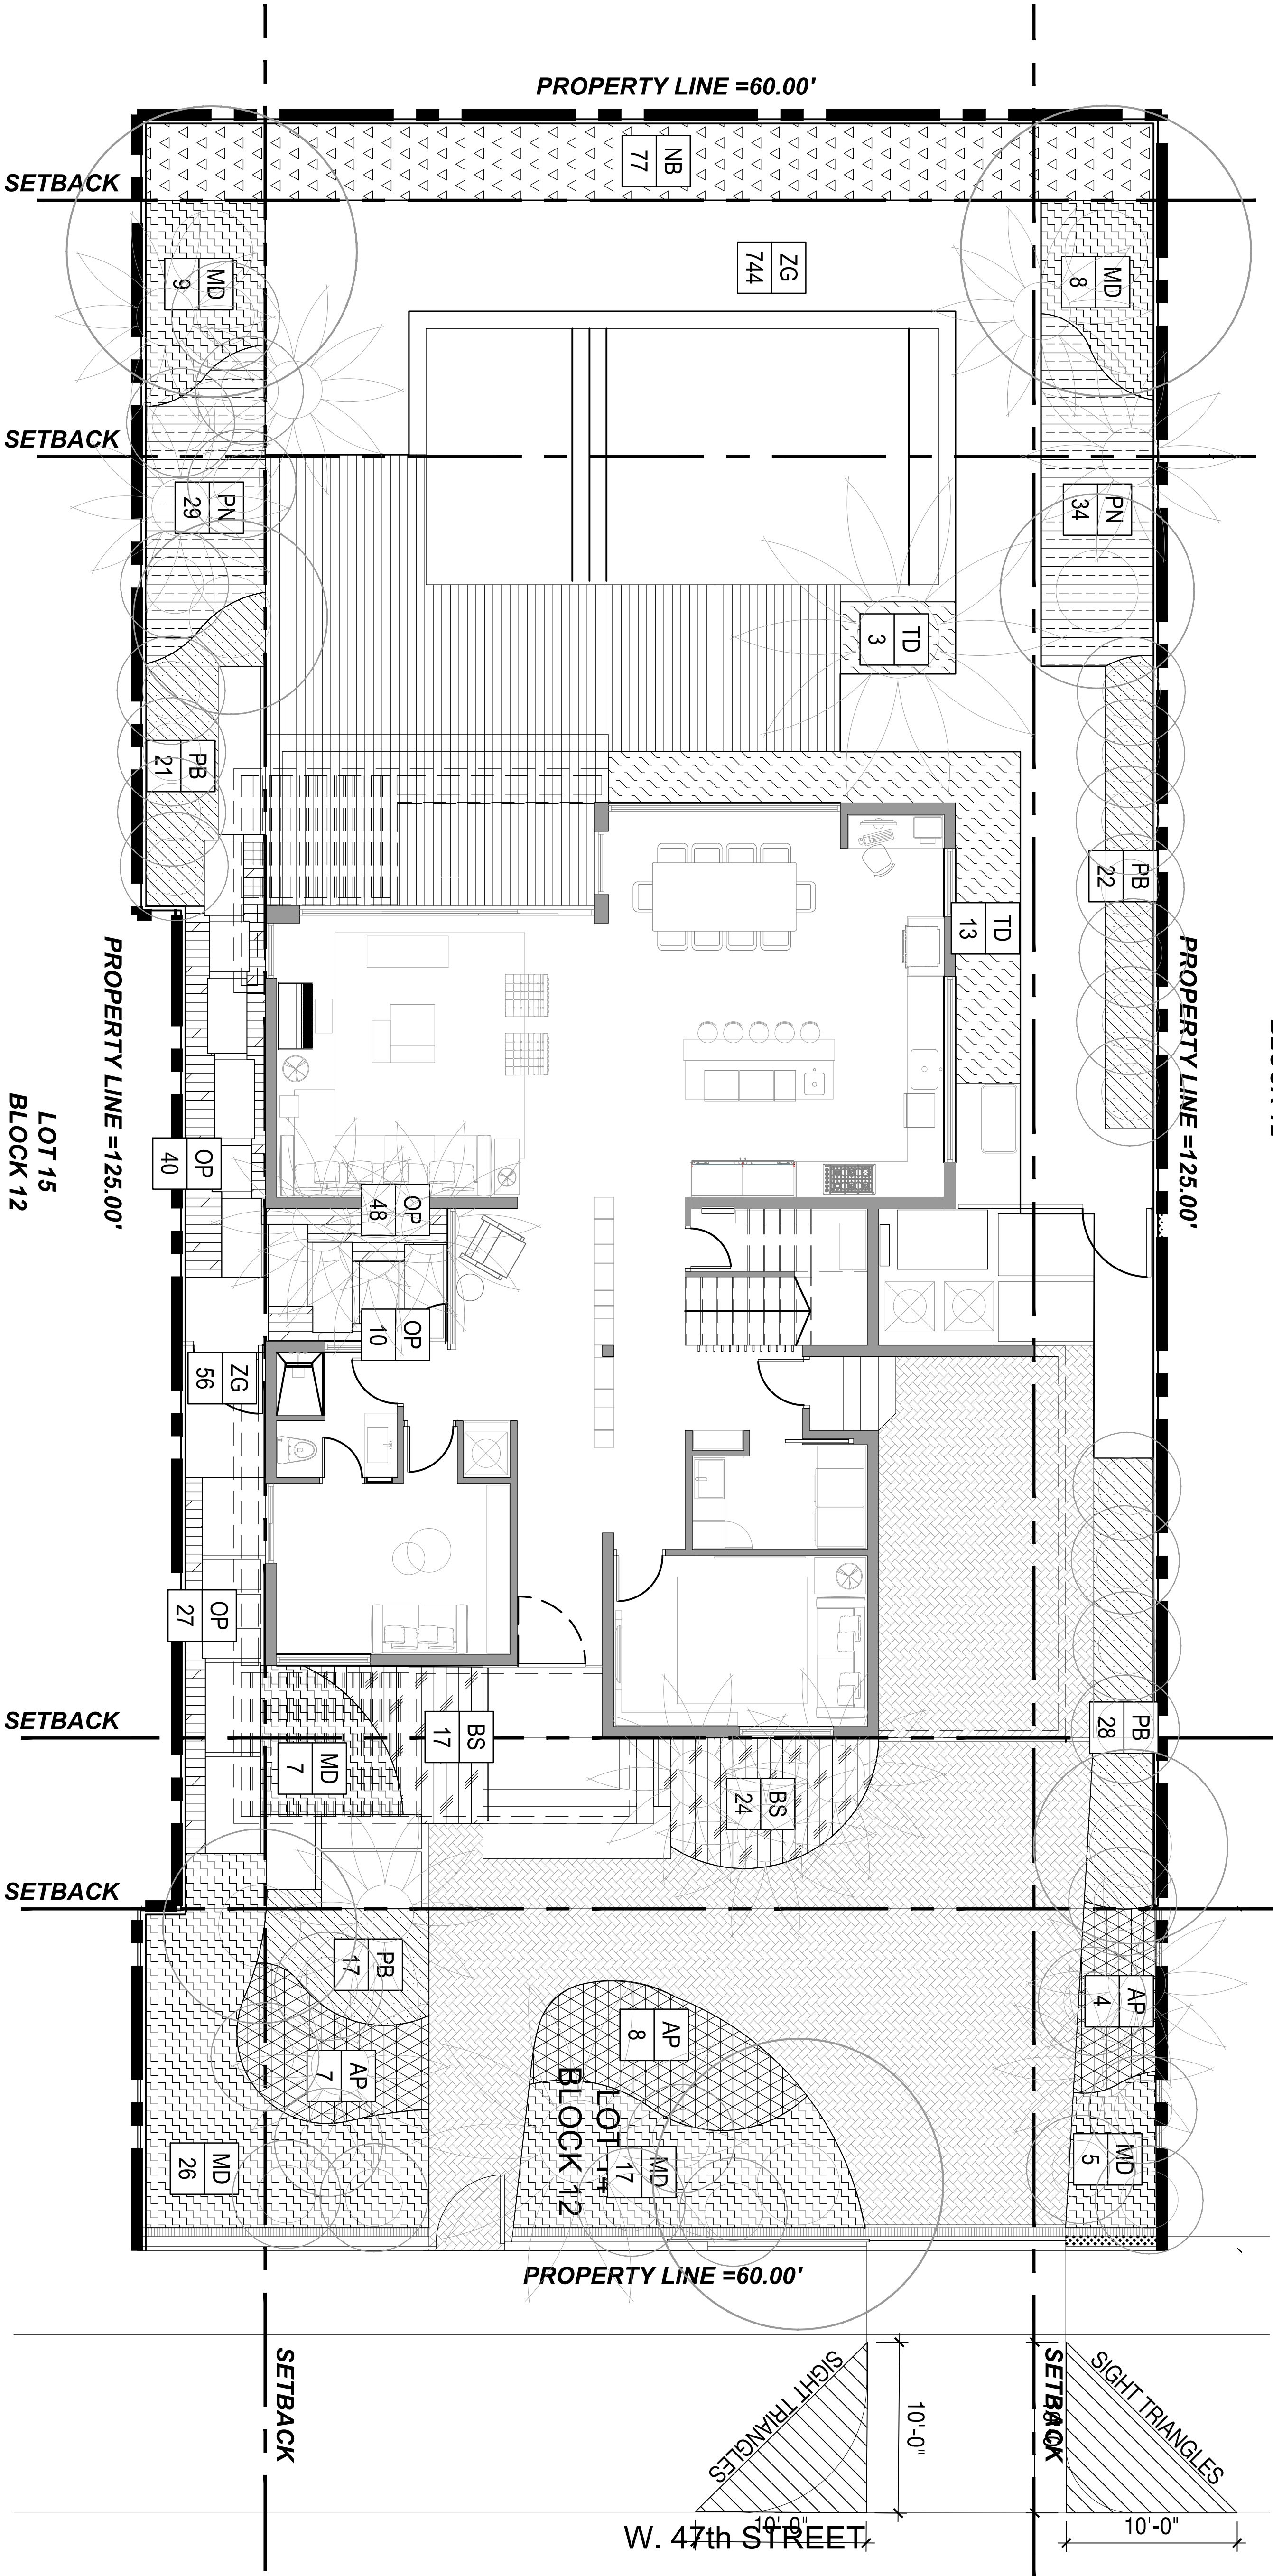 PROPERTY LINE =60.00'
NB
77
SETBACK
ZG
744
MD
9
MD
8
SETBACK
PN
29
PN
34
TD
3
PB
21
PB
22
TD
13
PROPERTY LINE =125.00'
PROPERTY LINE =125.00'
LOT 15
BLOCK 12
OP
40
OP
48
OP
10
ZG
56
OP
27
SETBACK
BS
17
MD
7
BS
24
PB
28
SETBACK
PB
17
AP
7
AP
8
AP
4
LOT 14
BLOCK 12
MD
26
MD
17
MD
5
PROPERTY LINE =60.00'
SETBACK
SIGHT TRIANGLES
10'-0"
SETBACK
SIGHT TRIANGLES
10'-0"
10'-0"
W. 47th STREET